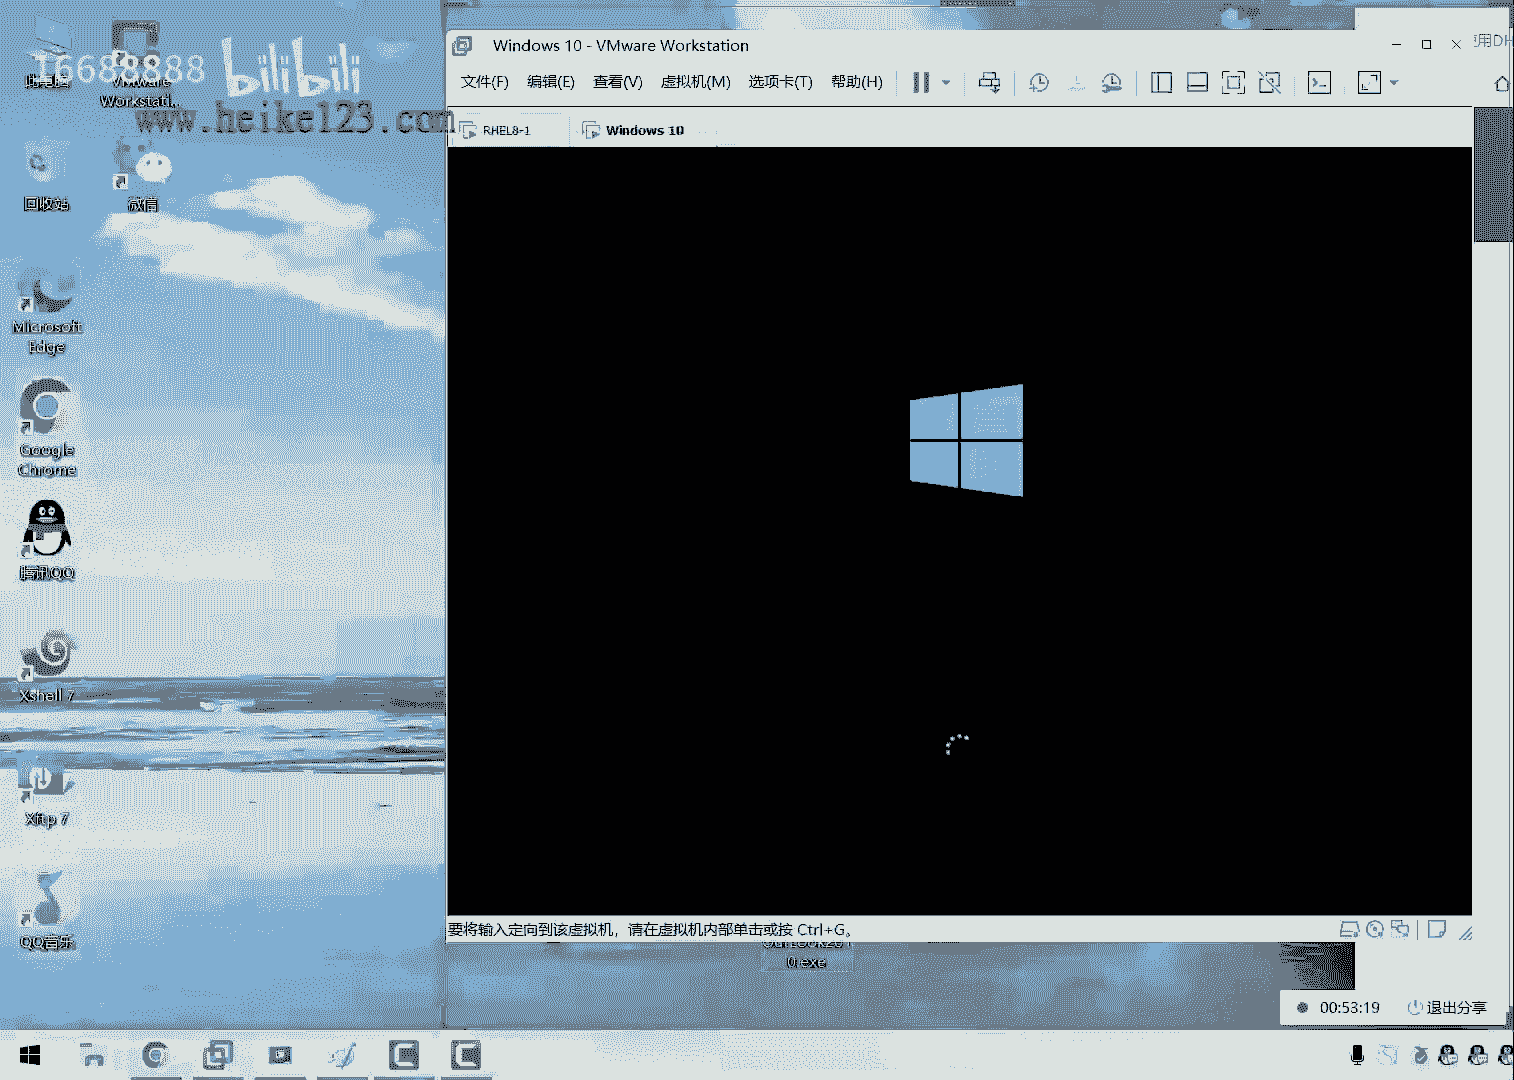 16688888
bilibili
www.heike123.com
此电脑
VMware
Workstati...
回收站
微信
Microsoft
Edge
Google
Chrome
腾讯QQ
Xshell 7
Xftp 7
QQ音乐
Windows 10 - VMware Workstation
使用DH
文件(F) 编辑(E) 查看(V) 虚拟机(M) 选项卡(T) 帮助(H)
RHEL8-1 Windows 10
要将输入定向到该虚拟机，请在虚拟机内部单击或按 Ctrl+G。
0.exe
00:53:19 退出分享